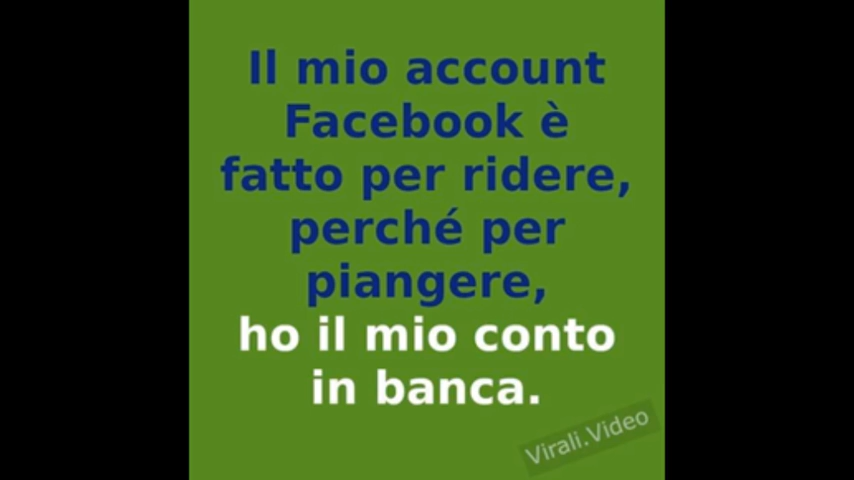 Il mio account
Facebook è
fatto per ridere,
perché per
piangere,
ho il mio conto
in banca.
Virali.Video